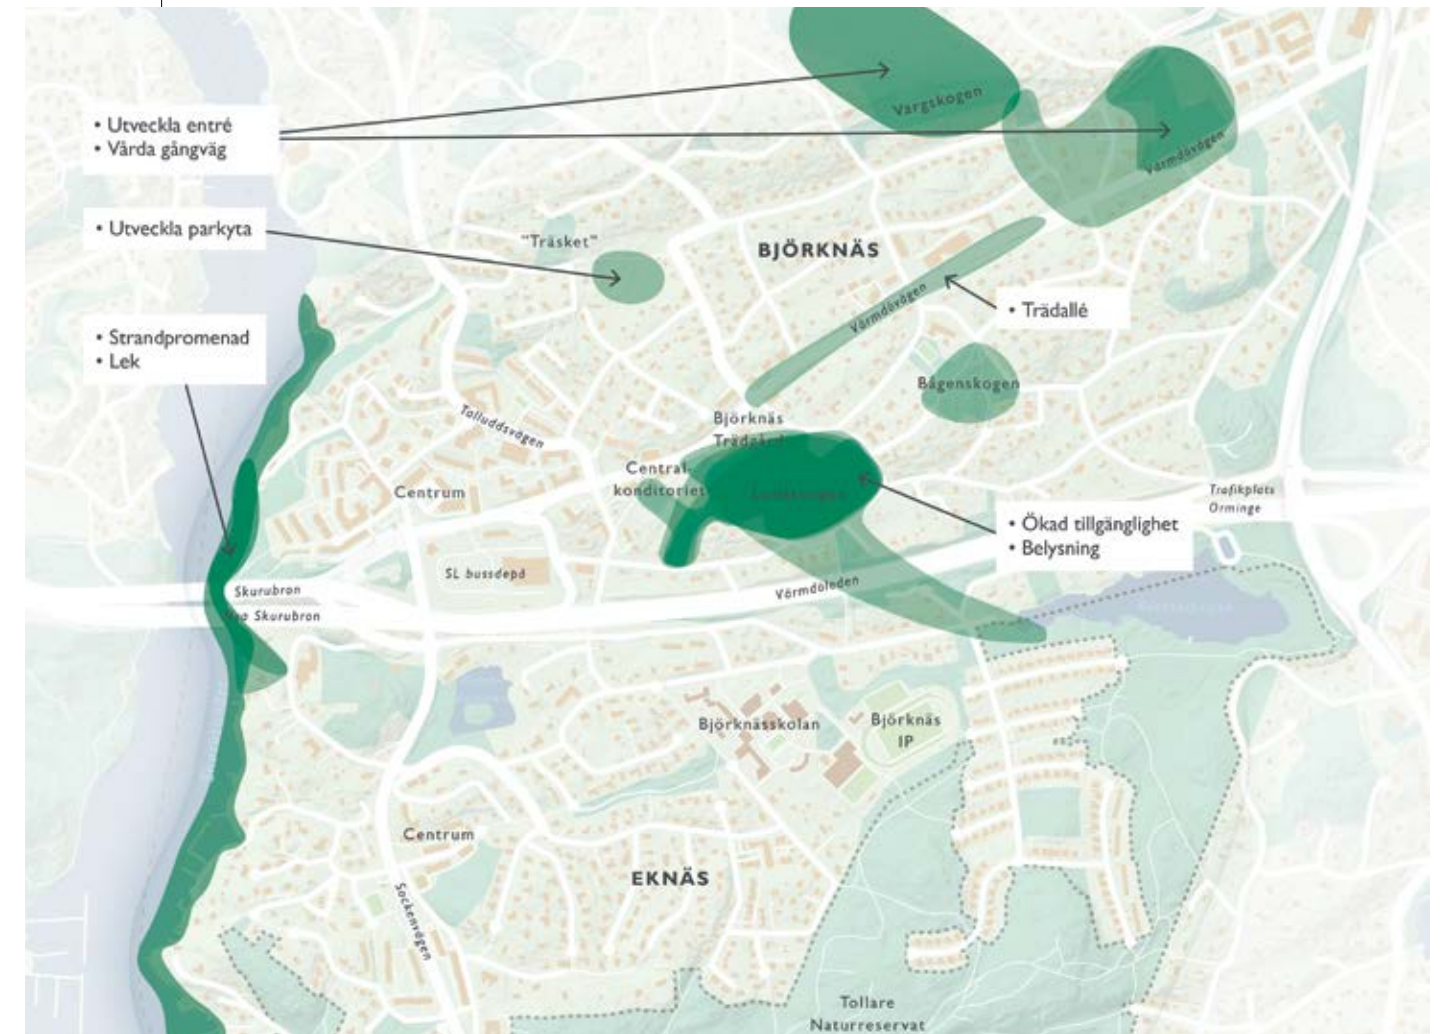 Vargskogen
• Utveckla entré
• Vårda gångväg
Värmdövägen
• Utveckla parkyta
"Träsket"
BJÖRKNÄS
Värmdövägen
• Trädallé
• Strandpromenad
• Lek
Bågenskogen
Talluddsvägen
Björknäs
Trädgård
Central-
konditoriet
Centrum
Trafikplats
Orminge
• Ökad tillgänglighet
• Belysning
SL bussdepå
Värmdöleden
Skurubron
Nya Skurubron
Björknässkolan
Björknäs
IP
Centrum
EKNÄS
Sockenvägen
Tollare
Naturreservat